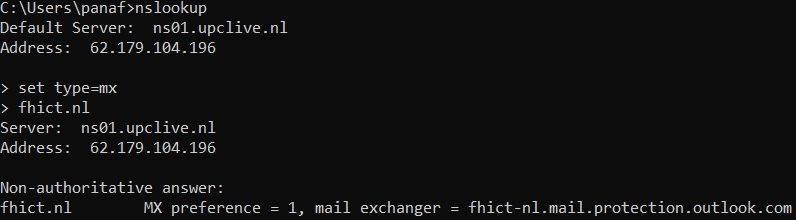 C:\Users\panaf>nslookup
Default Server:  ns01.upclive.nl
Address:  62.179.104.196
> set type=mx
> fhict.nl
Server:  ns01.upclive.nl
Address:  62.179.104.196
Non-authoritative answer:
fhict.nl        MX preference = 1, mail exchanger = fhict-nl.mail.protection.outlook.com